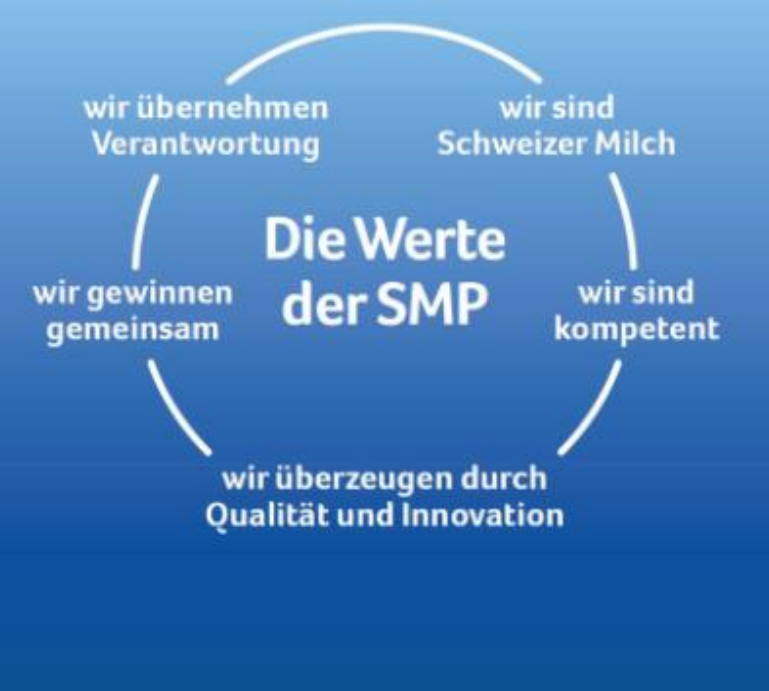 Die Werte
der SMP
wir sind
Schweizer Milch
wir sind
kompetent
wir überzeugen durch
Qualität und Innovation
wir gewinnen
gemeinsam
wir übernehmen
Verantwortung